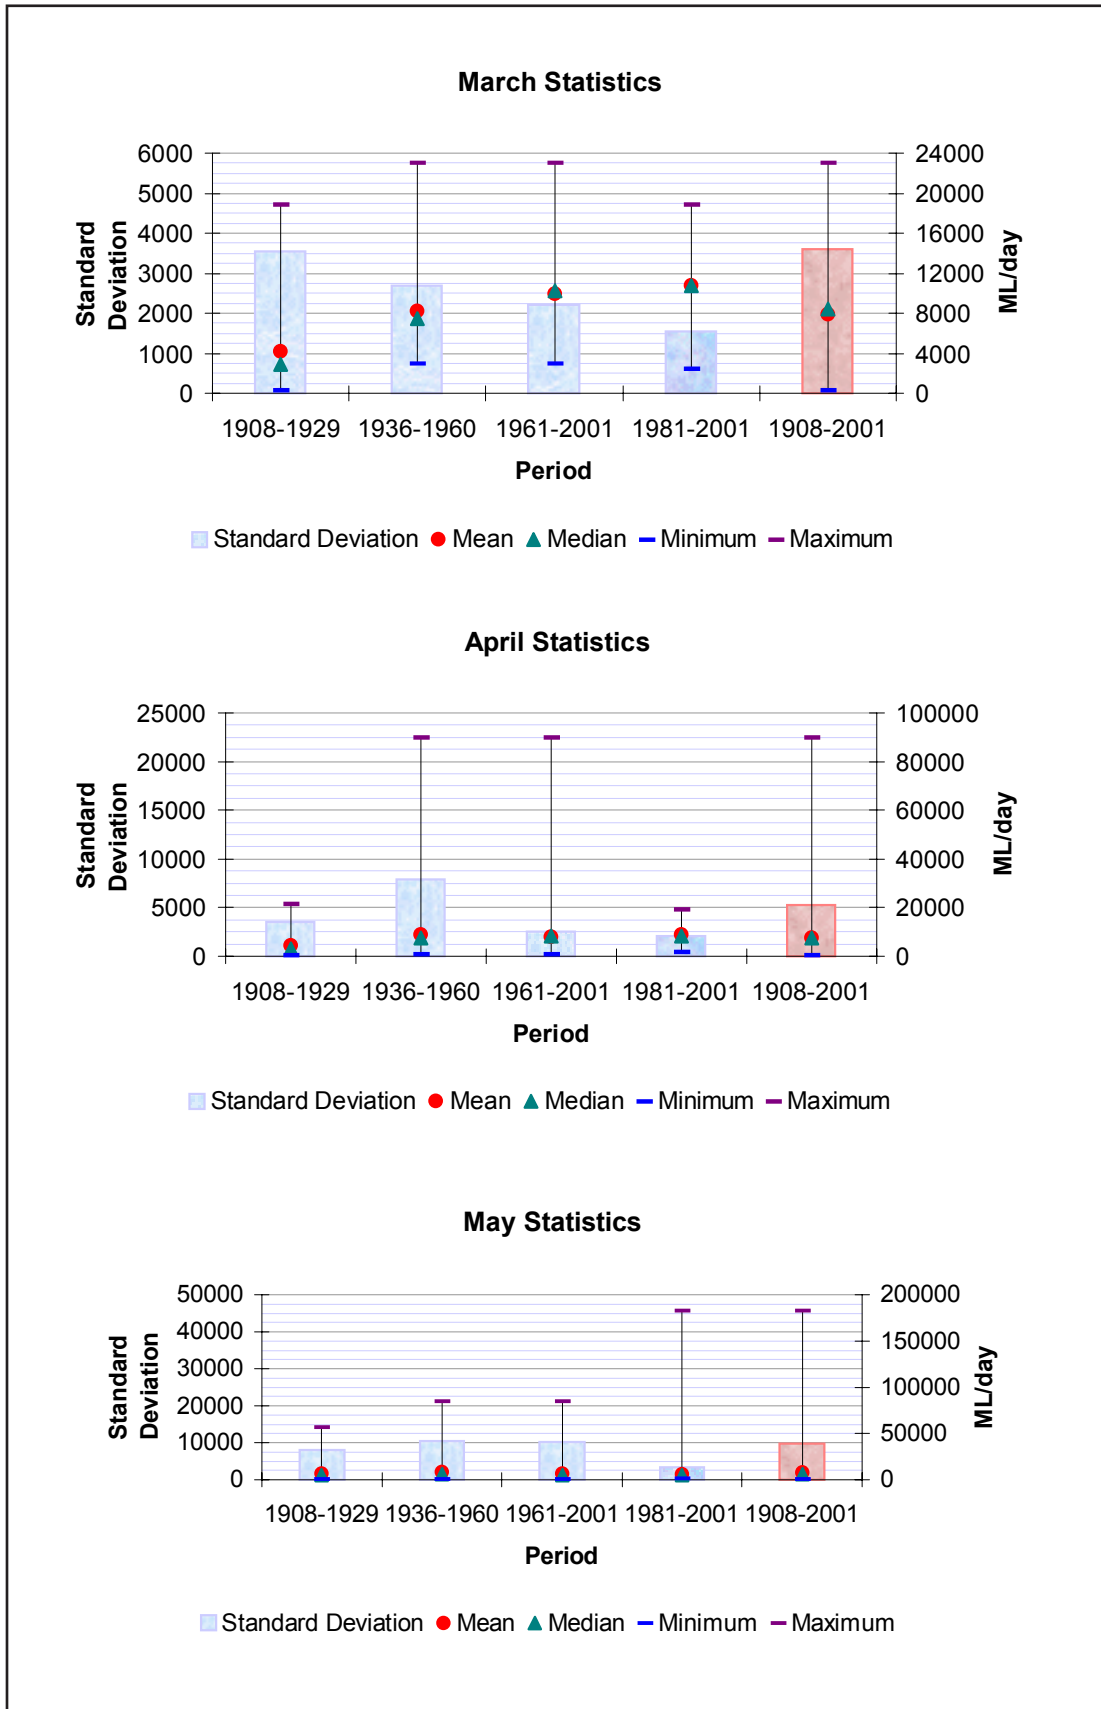 March Statistics
6000
5000
4000
3000
2000
1000
0
Standard
Deviation
24000
20000
16000
12000
8000
4000
0
ML/day
1908-1929 1936-1960 1961-2001 1981-2001 1908-2001
Period
Standard Deviation Mean Median Minimum Maximum
April Statistics
25000
20000
15000
10000
5000
0
Standard
Deviation
100000
80000
60000
40000
20000
0
ML/day
1908-1929 1936-1960 1961-2001 1981-2001 1908-2001
Period
Standard Deviation Mean Median Minimum Maximum
May Statistics
50000
40000
30000
20000
10000
0
Standard
Deviation
200000
150000
100000
50000
0
ML/day
1908-1929 1936-1960 1961-2001 1981-2001 1908-2001
Period
Standard Deviation Mean Median Minimum Maximum